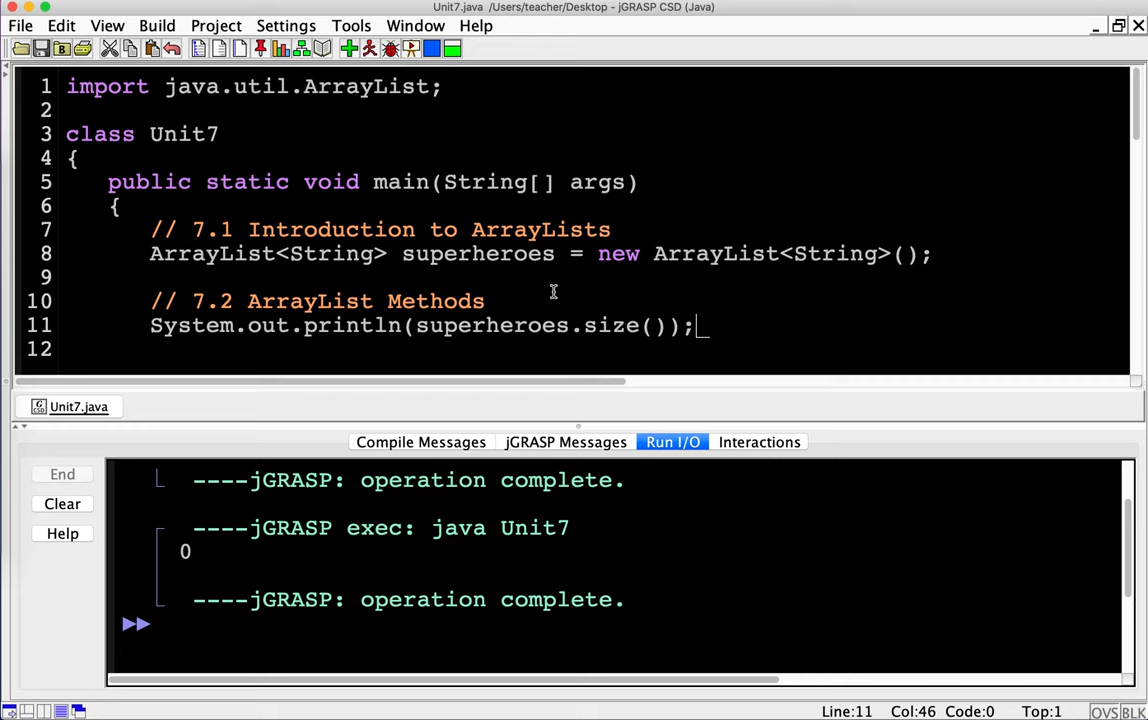 Unit7.java /Users/teacher/Desktop - jGRASP CSD (Java)
File Edit View Build Project Settings Tools Window Help
1 import java.util.ArrayList;
2
3 class Unit7
4 {
5 public static void main(String[] args)
6 {
7 // 7.1 Introduction to ArrayLists
8 ArrayList<String> superheroes = new ArrayList<String>();
9
10 // 7.2 ArrayList Methods
11 System.out.println(superheroes.size());
12
Unit7.java
Compile Messages jGRASP Messages Run I/O Interactions
End
Clear
Help
----jGRASP: operation complete.
----jGRASP exec: java Unit7
0
----jGRASP: operation complete.
Line:11 Col:46 Code:0 Top:1 OVS BLK